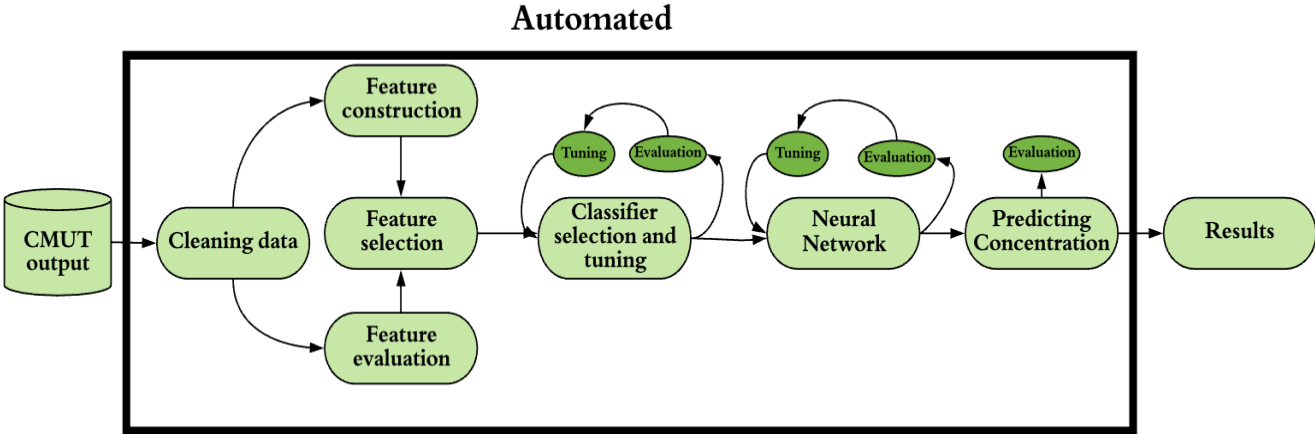 Automated
CMUT
output
Cleaning data
Feature
construction
Feature
selection
Feature
evaluation
Tuning
Evaluation
Classifier
selection and
tuning
Tuning
Evaluation
Neural
Network
Evaluation
Predicting
Concentration
Results